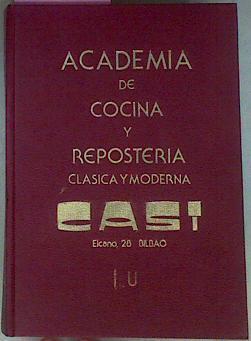 ACADEMIA
DE
COCINA
Y
REPOSTERIA
CLASICA Y MODERNA
CASI
Elcano, 28 BILBAO